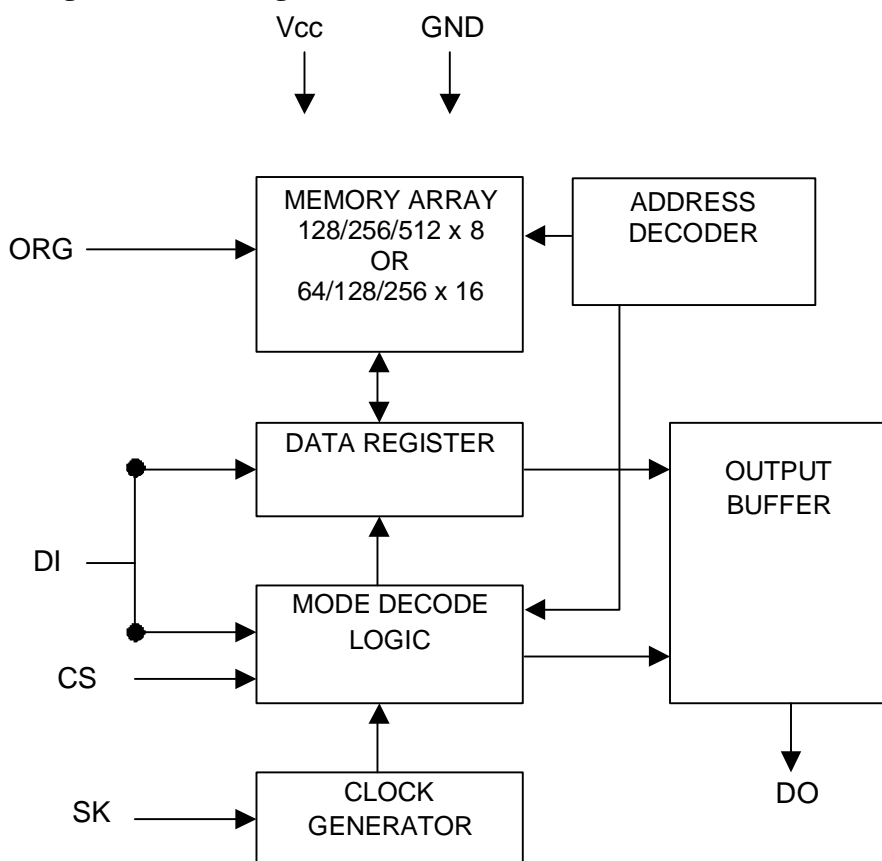 Vcc GND
MEMORY ARRAY
128/256/512 x 8
OR
64/128/256 x 16
ADDRESS
DECODER
ORG
DATA REGISTER
OUTPUT
BUFFER
DI
MODE DECODE
LOGIC
CS
CLOCK
GENERATOR
SK
DO